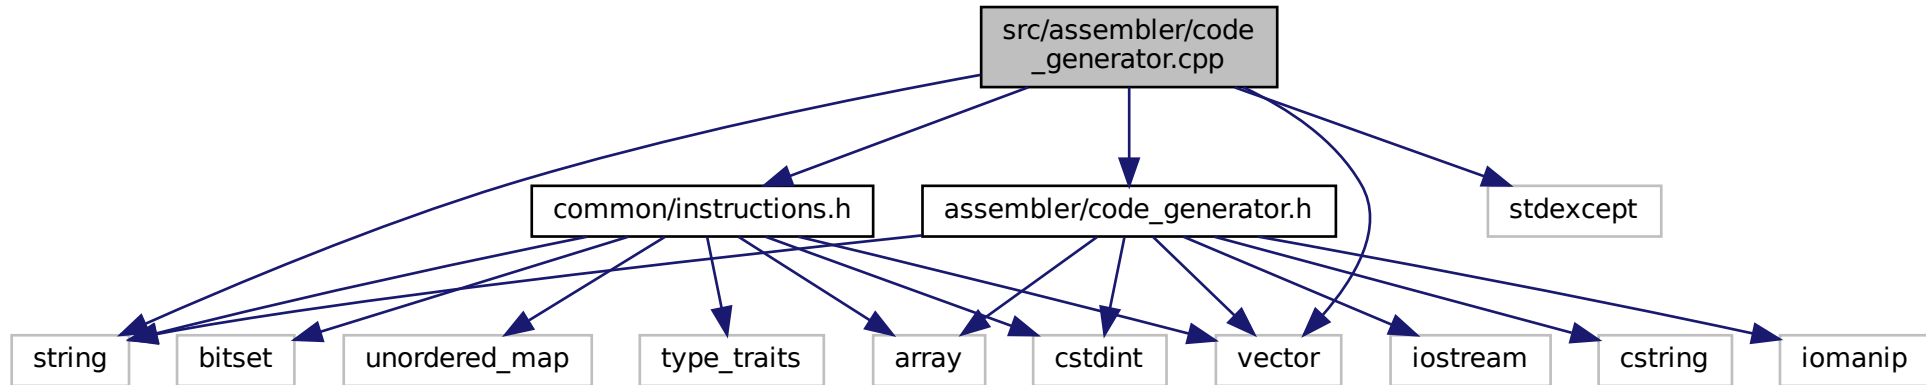 src/assembler/code
_generator.cpp
common/instructions.h
assembler/code_generator.h
stdexcept
string
bitset
unordered_map
type_traits
array
cstdint
vector
iostream
cstring
iomanip